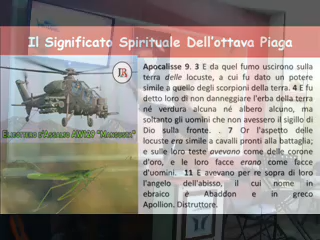 Il Significato Spirituale Dell'ottava Piaga
Elicottero d'Assalto AW129 "Mangusta"
Apocalisse 9. 3 E da quel fumo uscirono sulla
terra delle locuste, a cui fu dato un potere
simile a quello degli scorpioni della terra. 4 E fu
detto loro di non danneggiare l'erba della terra
né verdura alcuna né albero alcuno, ma
soltanto gli uomini che non avessero il sigillo di
Dio sulla fronte. . 7 Or l'aspetto delle
locuste era simile a cavalli pronti alla battaglia;
e sulle loro teste avevano come delle corone
d'oro, e le loro facce erano come facce
d'uomini. 11 E avevano per re sopra di loro
l'angelo dell'abisso, il cui nome in
ebraico è Abaddon e in greco
Apollion. Distruttore.